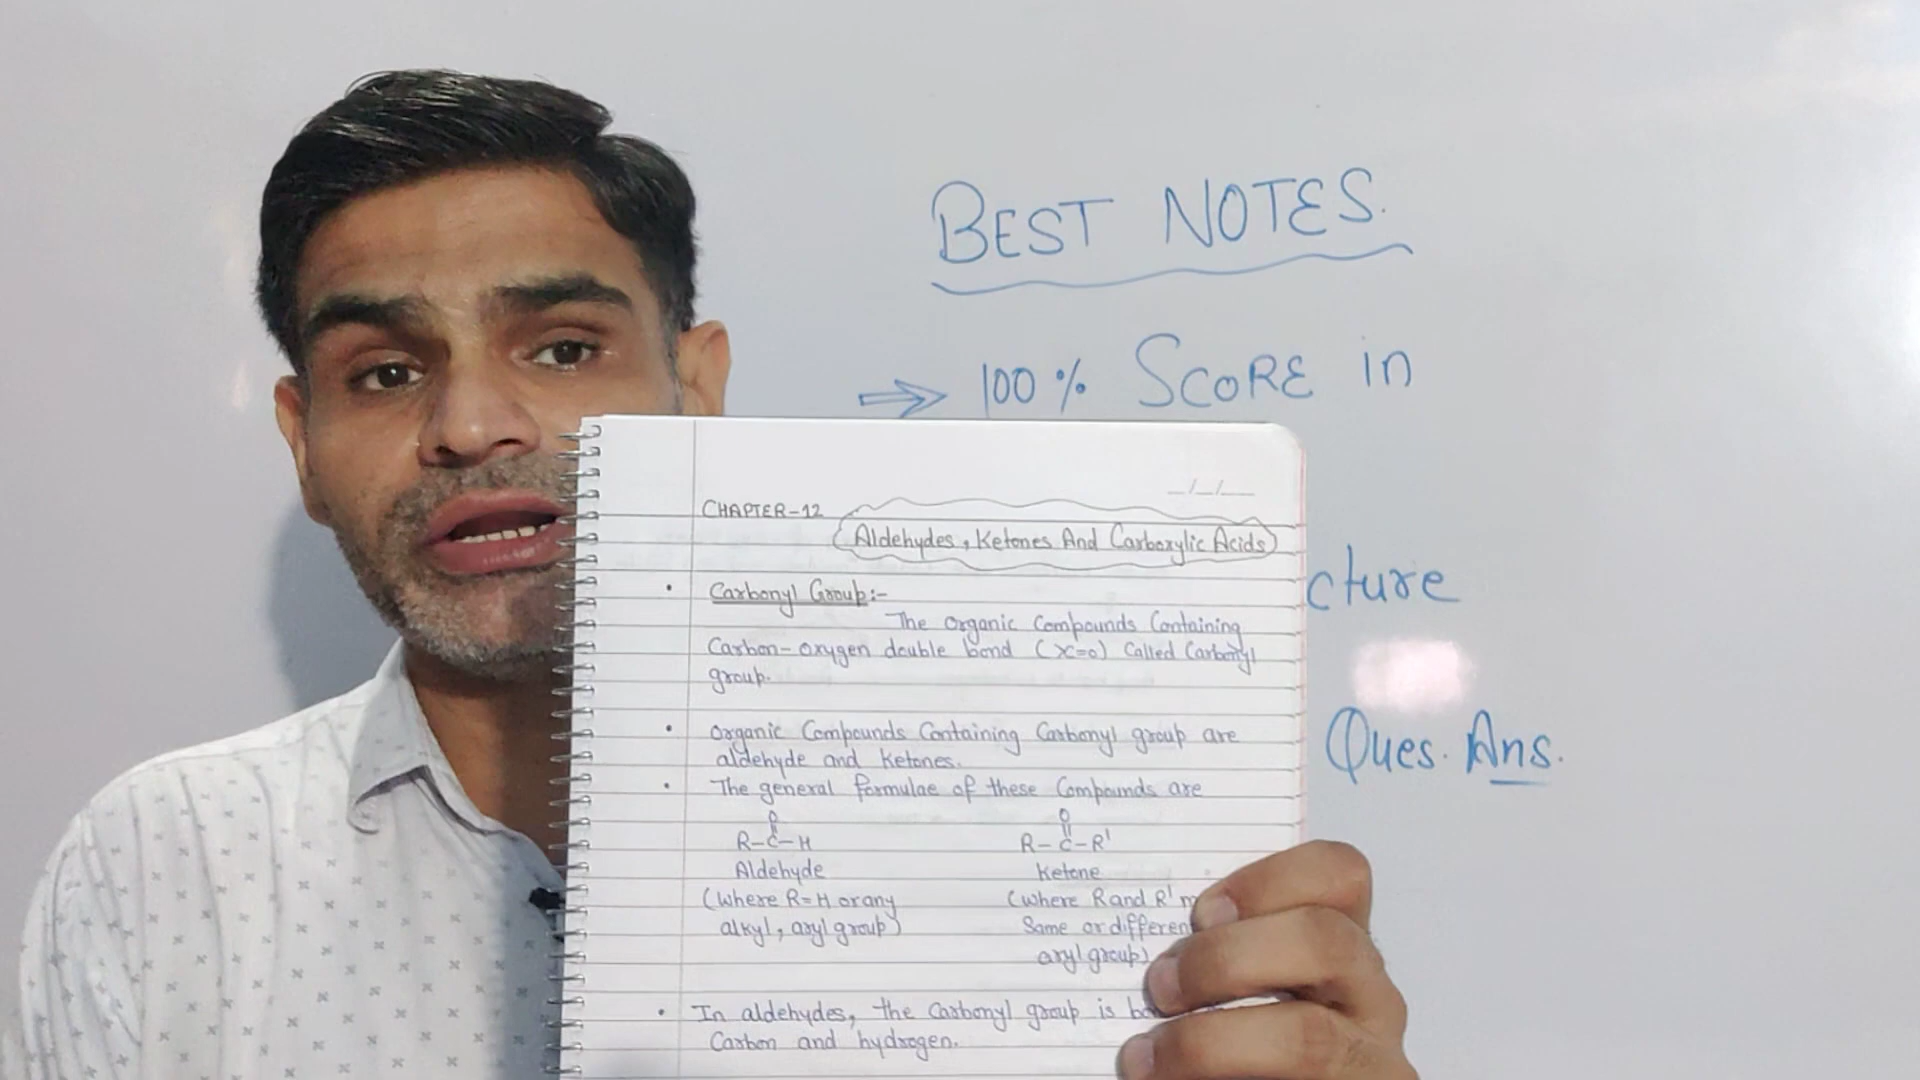 BEST NOTES.
⇒ 100 % SCORE in
cture
Ques. Ans.
_/_/__
CHAPTER-12
Aldehydes, Ketones And Carboxylic Acids
• Carbonyl Group:-
The organic Compounds Containing
Carbon-oxygen double bond (>C=O) Called Carbonyl
group.
• Organic Compounds Containing Carbonyl group are
aldehyde and Ketones.
• The general formulae of these Compounds are
O O
R-C-H R-C-R'
Aldehyde Ketone
(Where R=H or any (where R and R'
alkyl, aryl group) Same or differen
aryl group)
• In aldehydes, the Carbonyl group is
Carbon and hydrogen.